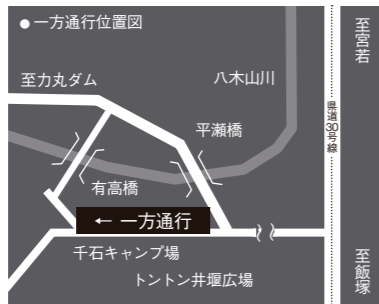 ●一方通行位置図
至宮若
至力丸ダム
八木山川
平瀬橋
県道30号線
有高橋
← 一方通行
千石キャンプ場
トントン井堰広場
至飯塚